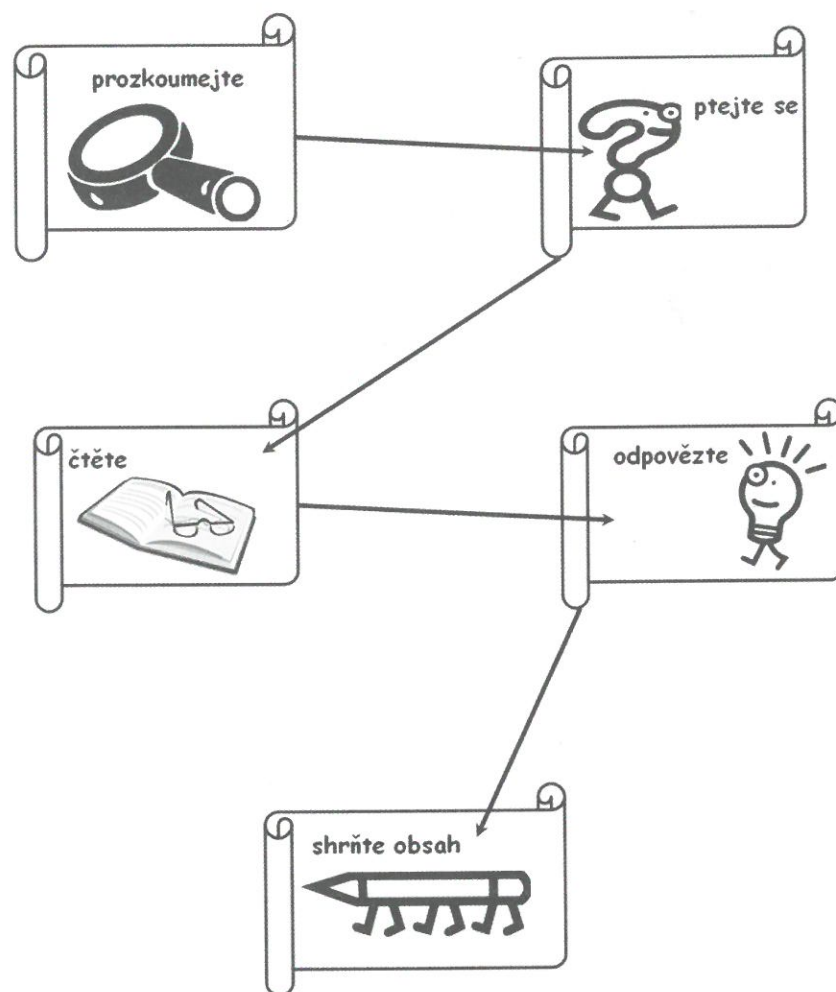 prozkoumejte
ptejte se
čtěte
odpovězte
shrňte obsah